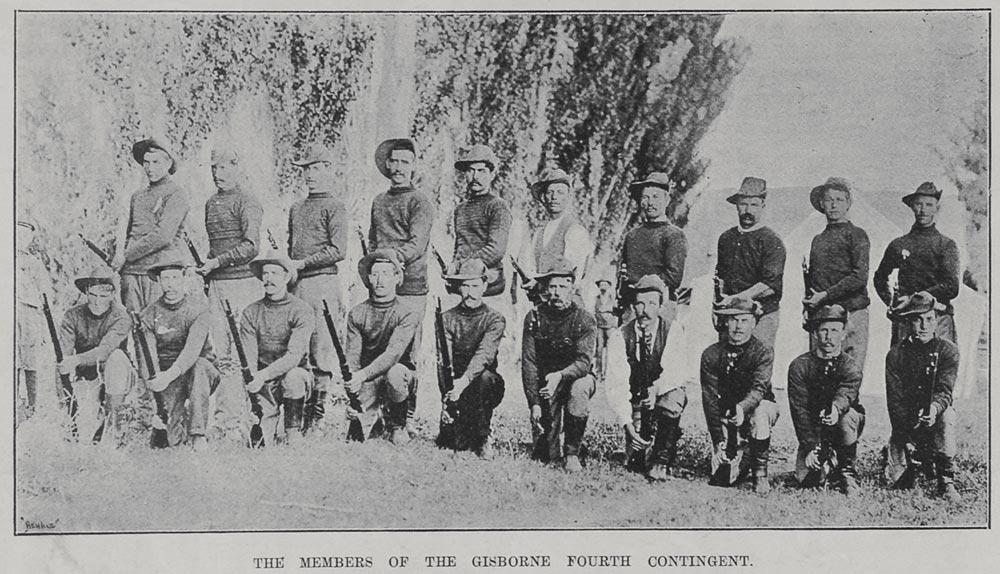 THE MEMBERS OF THE GISBORNE FOURTH CONTINGENT.